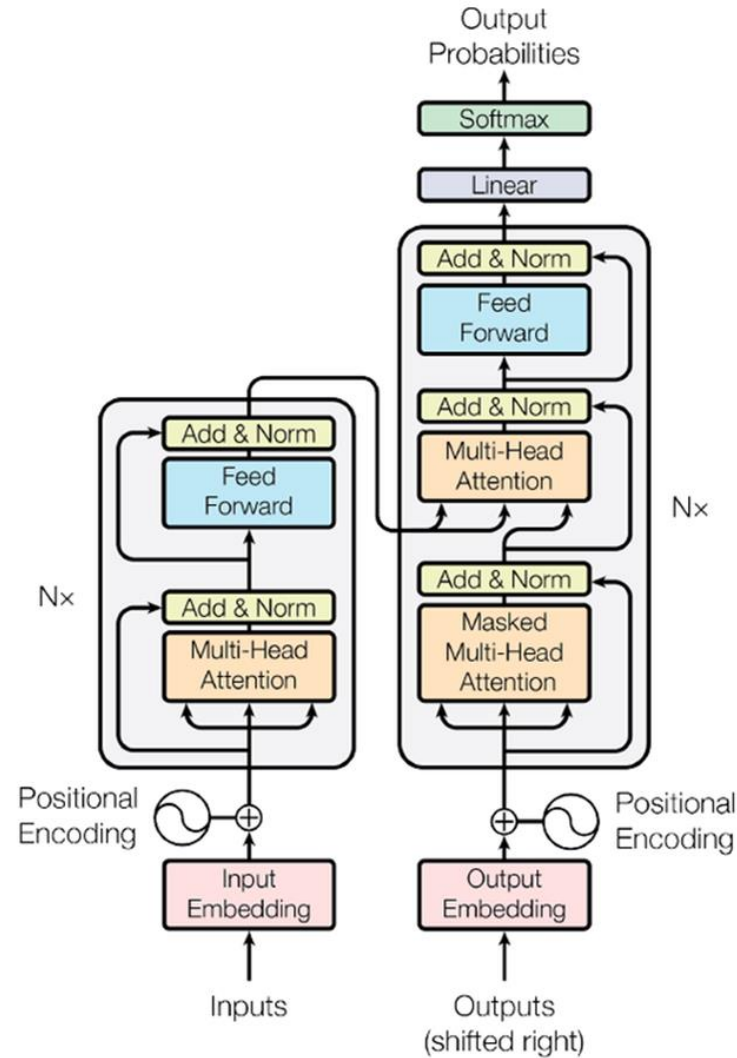 Output
Probabilities
Softmax
Linear
Add & Norm
Feed
Forward
Add & Norm
Multi-Head
Attention
Nx
Add & Norm
Masked
Multi-Head
Attention
Add & Norm
Feed
Forward
Nx
Add & Norm
Multi-Head
Attention
Positional
Encoding
Positional
Encoding
Input
Embedding
Output
Embedding
Inputs
Outputs
(shifted right)